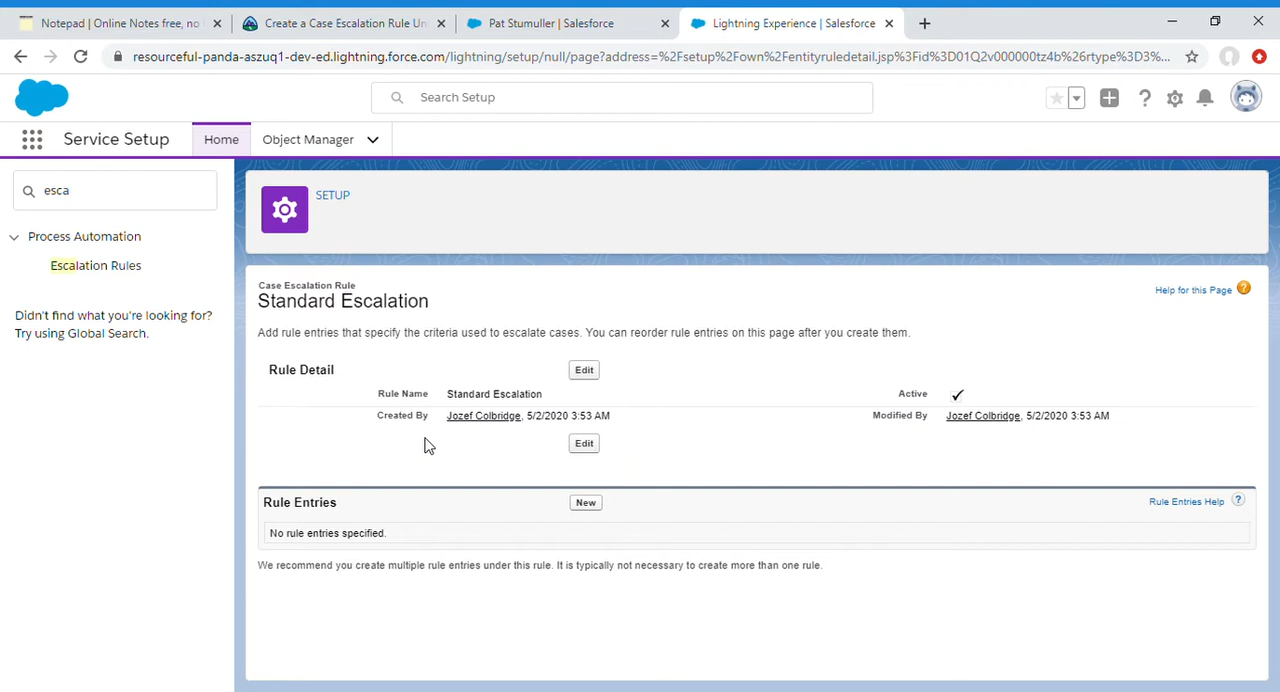 Notepad | Online Notes free, no l
Create a Case Escalation Rule Un
Pat Stumuller | Salesforce
Lightning Experience | Salesforce
resourceful-panda-aszuq1-dev-ed.lightning.force.com/lightning/setup/null/page?address=%2Fsetup%2Fown%2Fentityruledetail.jsp%3Fid%3D01Q2v000000tz4b%26rtype%3D3%...
Search Setup
Service Setup
Home
Object Manager
esca
SETUP
Process Automation
Escalation Rules
Didn't find what you're looking for?
Try using Global Search.
Case Escalation Rule
Standard Escalation
Help for this Page
Add rule entries that specify the criteria used to escalate cases. You can reorder rule entries on this page after you create them.
Rule Detail
Edit
Rule Name Standard Escalation Active
Created By Jozef Colbridge, 5/2/2020 3:53 AM Modified By Jozef Colbridge, 5/2/2020 3:53 AM
Edit
Rule Entries
New
Rule Entries Help
No rule entries specified.
We recommend you create multiple rule entries under this rule. It is typically not necessary to create more than one rule.